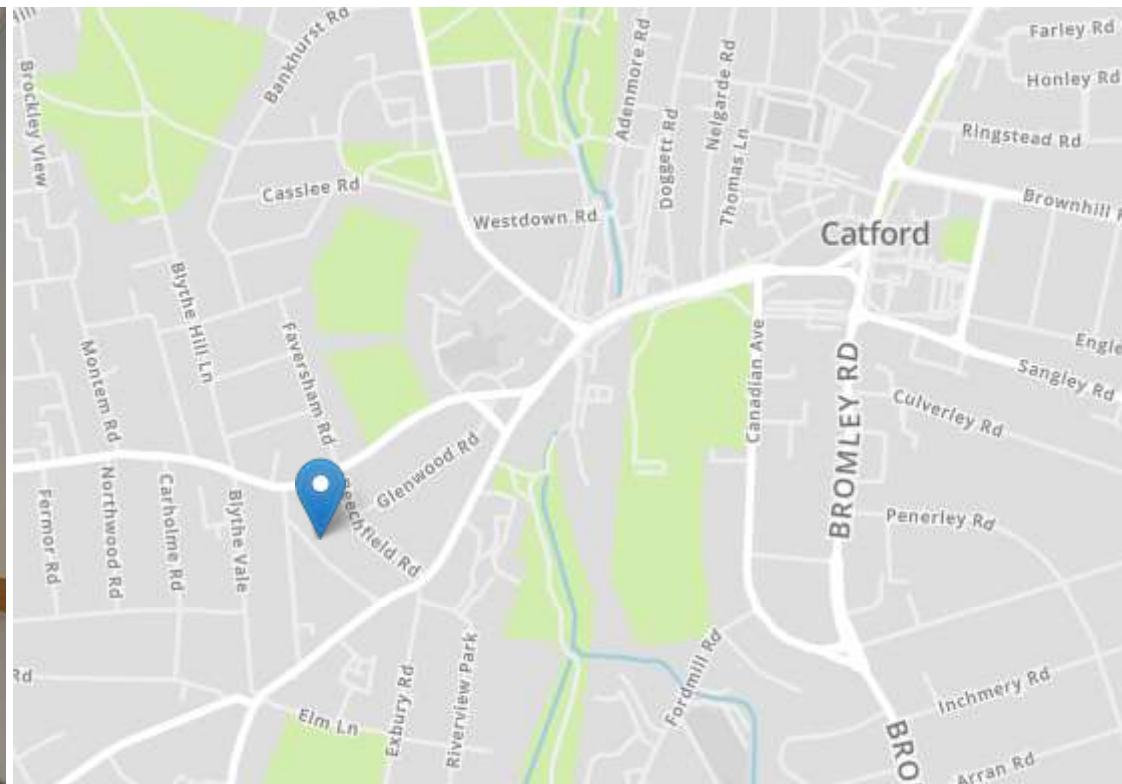 Farley Rd
Bankhurst Rd
Adenmore Rd
Nelgarde Rd
Honley Rd
Brockley View
Doggett Rd
Thomas Ln
Ringstead Rd
Casslee Rd
Westdown Rd
Brownhill
Catford
Blythe Hill Ln
Faversham Rd
Canadian Ave
Montem Rd
BROMLEY RD
Sangley Rd
Culverley Rd
Glenwood Rd
Fermor Rd
Northwood Rd
Carholme Rd
Blythe Vale
Beechfield Rd
Penerley Rd
Rd
Exbury Rd
Riverview Park
Fordmill Rd
Inchmery Rd
Elm Ln
BRO
Arran Rd